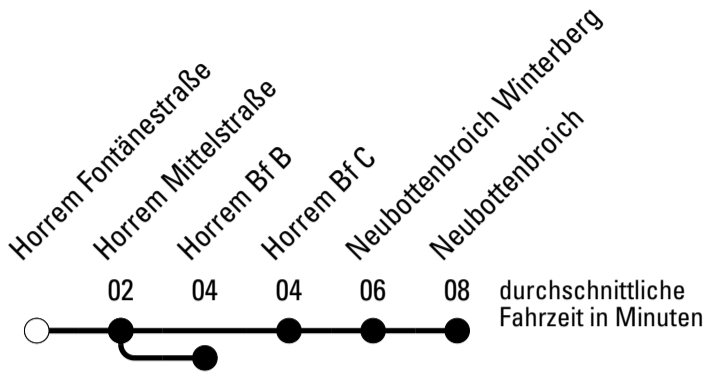 Horrem Fontänestraße
Horrem Mittelstraße
Horrem Bf B
Horrem Bf C
Neubottenbroich Winterberg
Neubottenbroich
02 04 04 06 08
durchschnittliche
Fahrzeit in Minuten